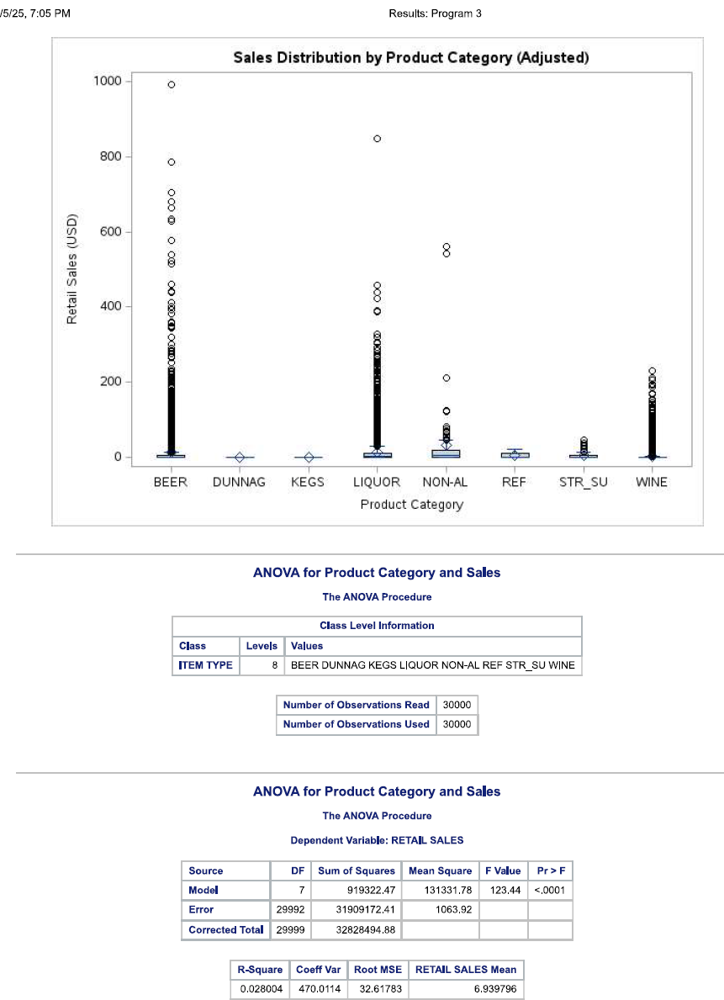 /5/25, 7:05 PM Results: Program 3
Sales Distribution by Product Category (Adjusted)
1000
800
600
400
200
0
Retail Sales (USD)
BEER DUNNAG KEGS LIQUOR NON-AL REF STR_SU WINE
Product Category
ANOVA for Product Category and Sales
The ANOVA Procedure
Class Level Information
Class Levels Values
ITEM TYPE 8 BEER DUNNAG KEGS LIQUOR NON-AL REF STR_SU WINE
Number of Observations Read 30000
Number of Observations Used 30000
ANOVA for Product Category and Sales
The ANOVA Procedure
Dependent Variable: RETAIL SALES
Source DF Sum of Squares Mean Square F Value Pr > F
Model 7 919322.47 131331.78 123.44 <.0001
Error 29992 31909172.41 1063.92
Corrected Total 29999 32828494.88
R-Square Coeff Var Root MSE RETAIL SALES Mean
0.028004 470.0114 32.61783 6.939796